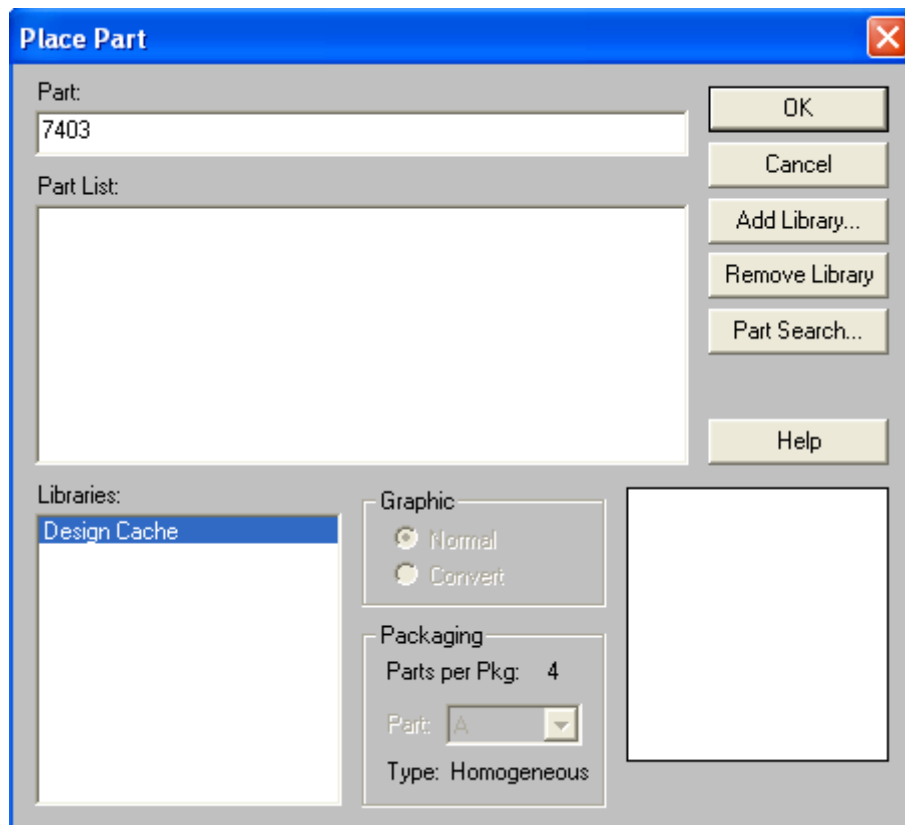 Place Part
Part:
7403
OK
Cancel
Part List:
Add Library...
Remove Library
Part Search...
Help
Libraries:
Design Cache
Graphic
Normal
Convert
Packaging
Parts per Pkg: 4
Part: A
Type: Homogeneous